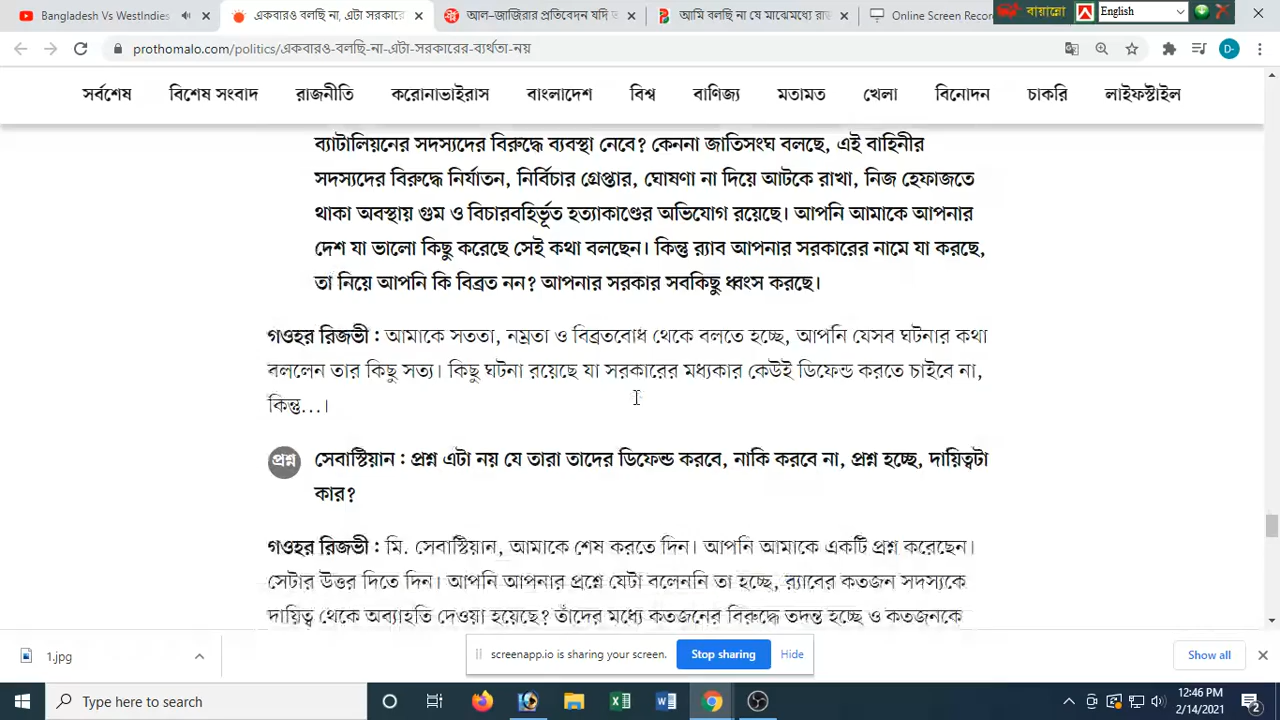 Bangladesh Vs WestIndies
একবারও বলছি না, এটা সরকারে
আল-জাজিরার প্রতিবেদন যদি ড
আমি বলছি না যে মাঝেমধ্যে
Online Screen Reco
বায়ান্নো
English
prothomalo.com/politics/একবারও-বলছি-না-এটা-সরকারের-ব্যর্থতা-নয়
D-
সর্বশেষ বিশেষ সংবাদ রাজনীতি করোনাভাইরাস বাংলাদেশ বিশ্ব বাণিজ্য মতামত খেলা বিনোদন চাকরি লাইফস্টাইল
ব্যাটালিয়নের সদস্যদের বিরুদ্ধে ব্যবস্থা নেবে? কেননা জাতিসংঘ বলছে, এই বাহিনীর
সদস্যদের বিরুদ্ধে নির্যাতন, নির্বিচার গ্রেপ্তার, ঘোষণা না দিয়ে আটকে রাখা, নিজ হেফাজতে
থাকা অবস্থায় গুম ও বিচারবহির্ভূত হত্যাকাণ্ডের অভিযোগ রয়েছে। আপনি আমাকে আপনার
দেশ যা ভালো কিছু করেছে সেই কথা বলছেন। কিন্তু র‍্যাব আপনার সরকারের নামে যা করছে,
তা নিয়ে আপনি কি বিব্রত নন? আপনার সরকার সবকিছু ধ্বংস করছে।
গওহর রিজভী : আমাকে সততা, নম্রতা ও বিব্রতবোধ থেকে বলতে হচ্ছে, আপনি যেসব ঘটনার কথা
বললেন তার কিছু সত্য। কিছু ঘটনা রয়েছে যা সরকারের মধ্যকার কেউই ডিফেন্ড করতে চাইবে না,
কিন্তু...।
প্রশ্ন
সেবাস্টিয়ান : প্রশ্ন এটা নয় যে তারা তাদের ডিফেন্ড করবে, নাকি করবে না, প্রশ্ন হচ্ছে, দায়িত্বটা
কার?
গওহর রিজভী : মি. সেবাস্টিয়ান, আমাকে শেষ করতে দিন। আপনি আমাকে একটি প্রশ্ন করেছেন।
সেটার উত্তর দিতে দিন। আপনি আপনার প্রশ্নে যেটা বলেননি তা হচ্ছে, র‍্যাবের কতজন সদস্যকে
দায়িত্ব থেকে অব্যাহতি দেওয়া হয়েছে? তাঁদের মধ্যে কতজনের বিরুদ্ধে তদন্ত হচ্ছে ও কতজনকে
1.jpg
screenapp.io is sharing your screen.
Stop sharing
Hide
Show all
Type here to search
12:46 PM
2/14/2021
2